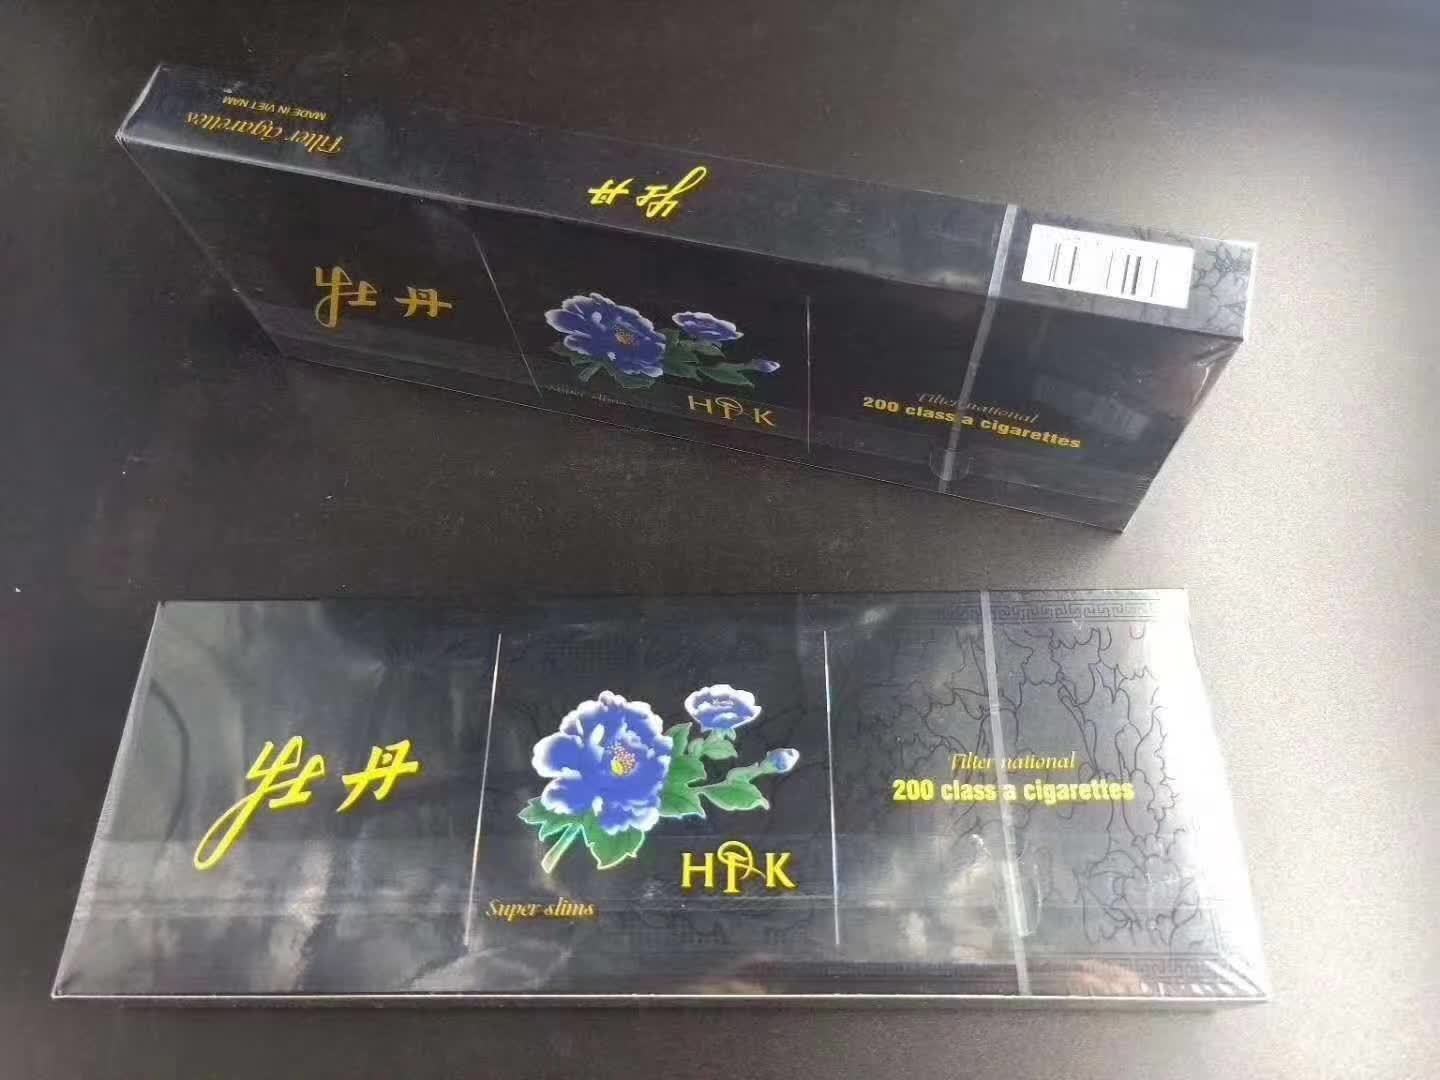 Filter cigarettes
MADE IN VIET NAM
牡丹
牡丹
Super slims
HPK
Filter national
200 class a cigarettes
牡丹
Super slims
HPK
Filter national
200 class a cigarettes